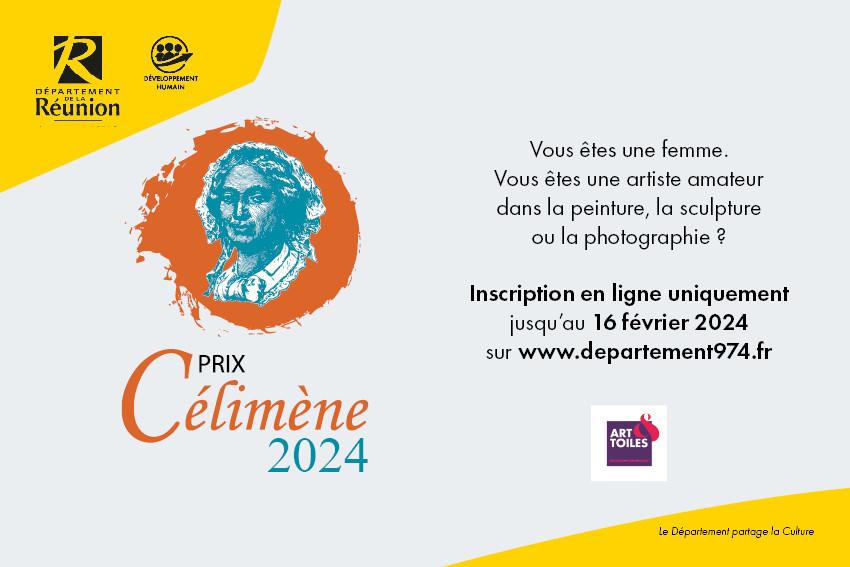 DÉPARTEMENT
DE LA
Réunion
DÉVELOPPEMENT
HUMAIN
PRIX
Célimène
2024
Vous êtes une femme.
Vous êtes une artiste amateur
dans la peinture, la sculpture
ou la photographie ?
Inscription en ligne uniquement
jusqu'au 16 février 2024
sur www.departement974.fr
ART &
TOILES
Le Département partage la Culture